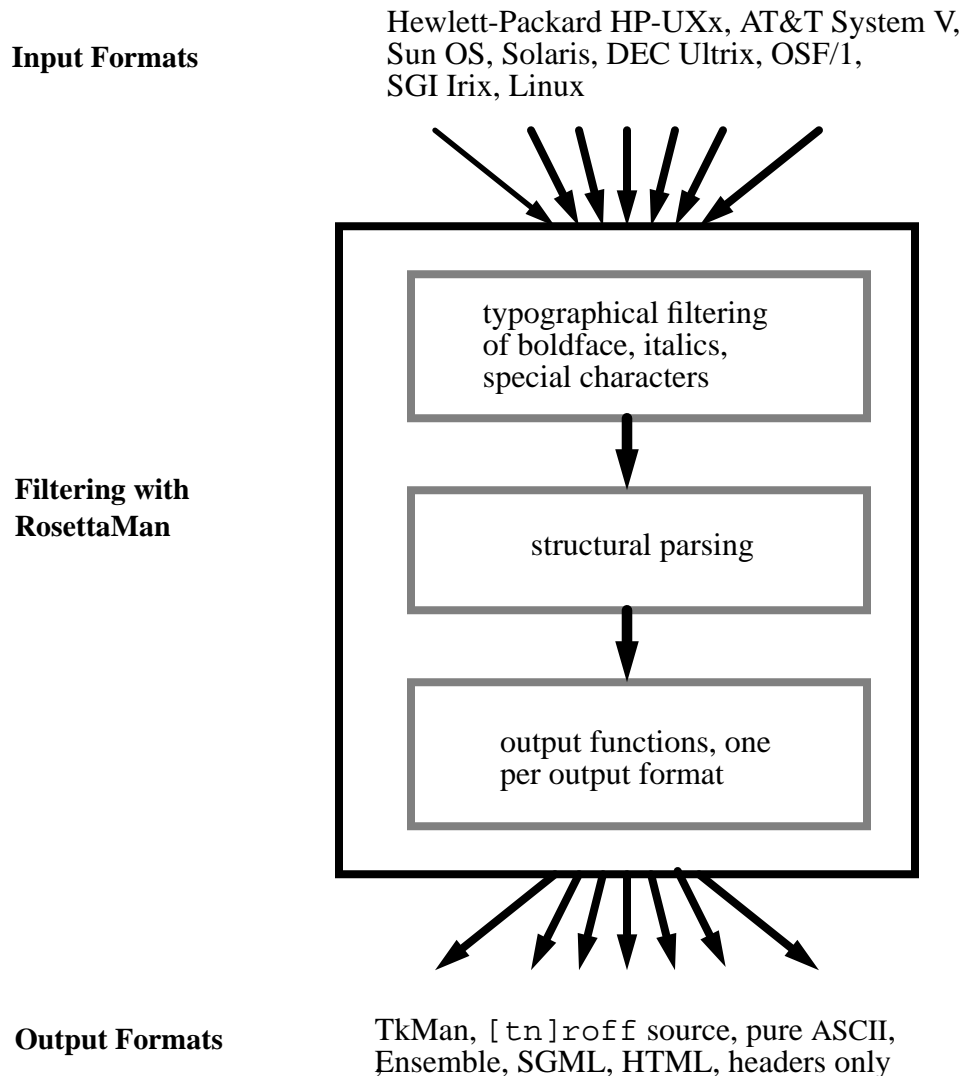 Input Formats
Hewlett-Packard HP-UXx, AT&T System V,
Sun OS, Solaris, DEC Ultrix, OSF/1,
SGI Irix, Linux
typographical filtering
of boldface, italics,
special characters
Filtering with
RosettaMan
structural parsing
output functions, one
per output format
Output Formats
TkMan, [tn]roff source, pure ASCII,
Ensemble, SGML, HTML, headers only